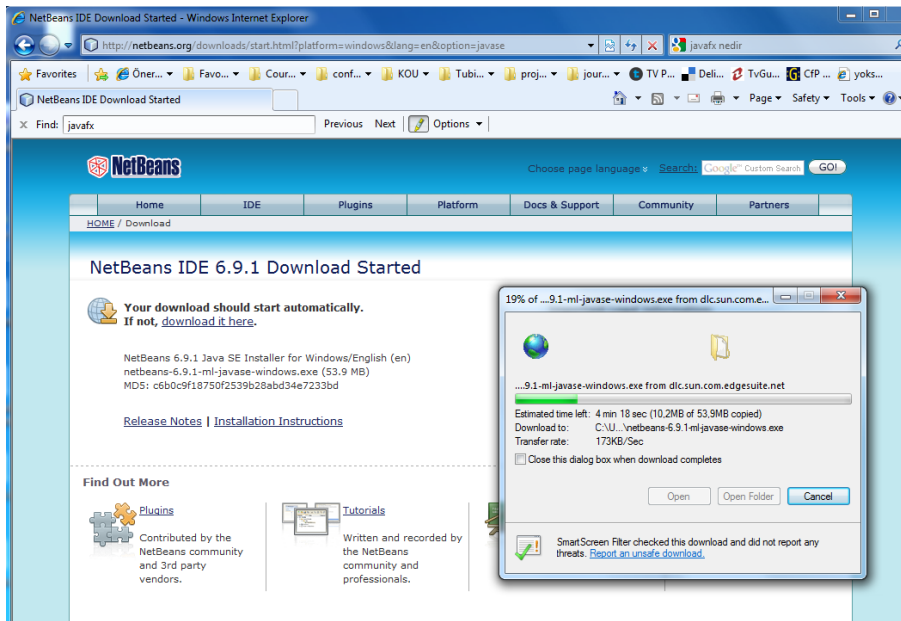 NetBeans IDE Download Started - Windows Internet Explorer
http://netbeans.org/downloads/start.html?platform=windows&lang=en&option=javase
javafx nedir
Favorites Öner... Favo... Cour... conf... KOU Tubi... proj... jour... TV P... Deli... TvGu... CfP ... yoks...
NetBeans IDE Download Started
Page Safety Tools
x Find: javafx Previous Next Options
NetBeans
Choose page language Search: Google™ Custom Search GO!
Home IDE Plugins Platform Docs & Support Community Partners
HOME / Download
NetBeans IDE 6.9.1 Download Started
Your download should start automatically.
If not, download it here.
NetBeans 6.9.1 Java SE Installer for Windows/English (en)
netbeans-6.9.1-ml-javase-windows.exe (53.9 MB)
MD5: c6b0c9f18750f2539b28abd34e7233bd
Release Notes | Installation Instructions
Find Out More
Plugins
Contributed by the
NetBeans community
and 3rd party
vendors.
Tutorials
Written and recorded by
the NetBeans
community and
professionals.
19% of ....9.1-ml-javase-windows.exe from dlc.sun.com.e...
....9.1-ml-javase-windows.exe from dlc.sun.com.edgesuite.net
Estimated time left: 4 min 18 sec (10,2MB of 53,9MB copied)
Download to: C:\U...\netbeans-6.9.1-ml-javase-windows.exe
Transfer rate: 173KB/Sec
Close this dialog box when download completes
Open Open Folder Cancel
SmartScreen Filter checked this download and did not report any
threats. Report an unsafe download.